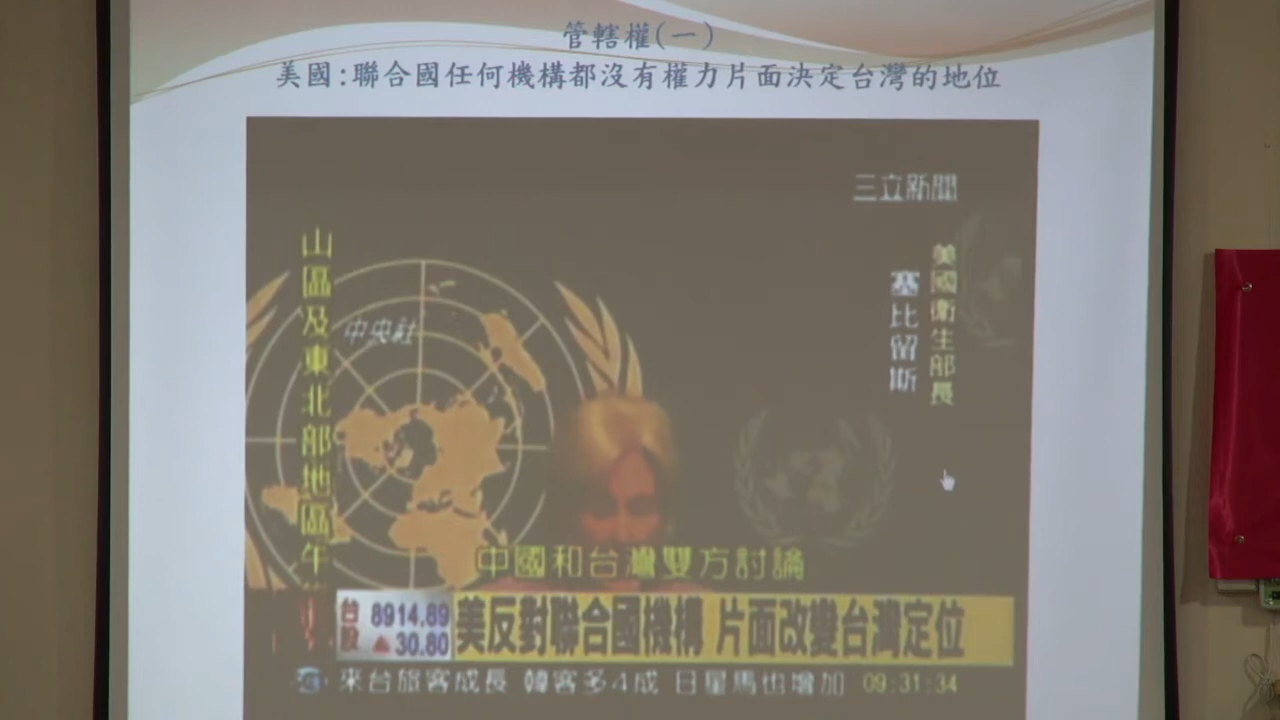 管轄權(一)
美國:聯合國任何機構都沒有權力片面決定台灣的地位
三立新聞
山區及東北部地區午
中央社
美國衛生部長
塞比留斯
中國和台灣雙方討論
台股 8914.89
▲ 30.80
美反對聯合國機構 片面改變台灣定位
來台旅客成長 韓客多4成 日星馬也增加 09:31:34